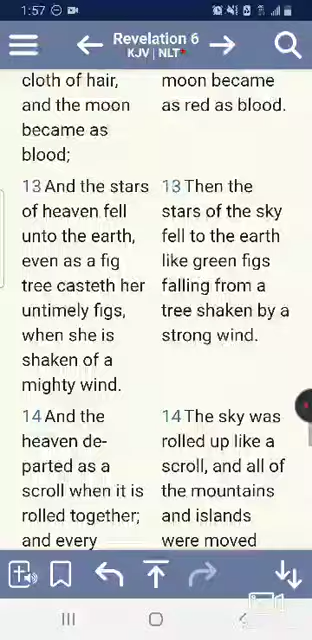 1:57
Revelation 6
KJV | NLT*
cloth of hair,
and the moon
became as
blood;
13 And the stars
of heaven fell
unto the earth,
even as a fig
tree casteth her
untimely figs,
when she is
shaken of a
mighty wind.
14 And the
heaven de-
parted as a
scroll when it is
rolled together;
and every
moon became
as red as blood.
13 Then the
stars of the sky
fell to the earth
like green figs
falling from a
tree shaken by a
strong wind.
14 The sky was
rolled up like a
scroll, and all of
the mountains
and islands
were moved